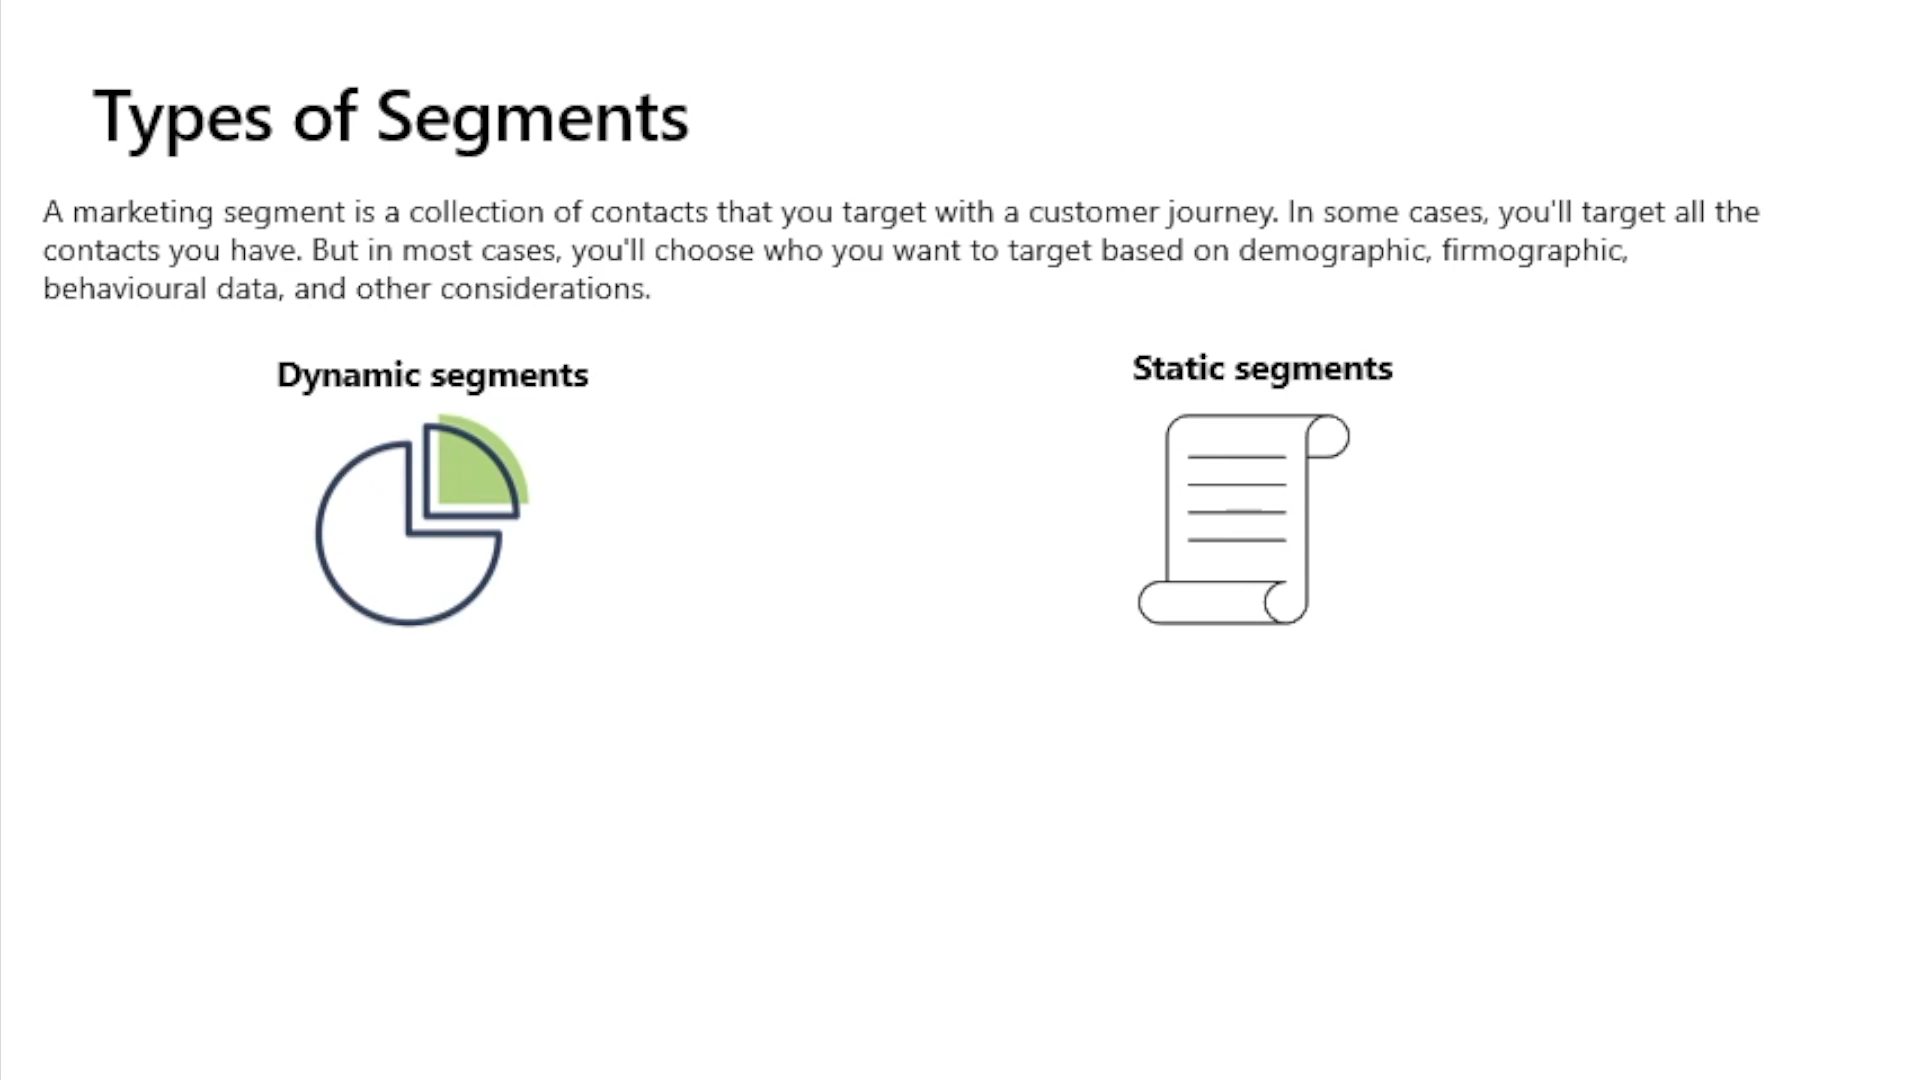 Types of Segments
A marketing segment is a collection of contacts that you target with a customer journey. In some cases, you'll target all the
contacts you have. But in most cases, you'll choose who you want to target based on demographic, firmographic,
behavioural data, and other considerations.
Dynamic segments
Static segments